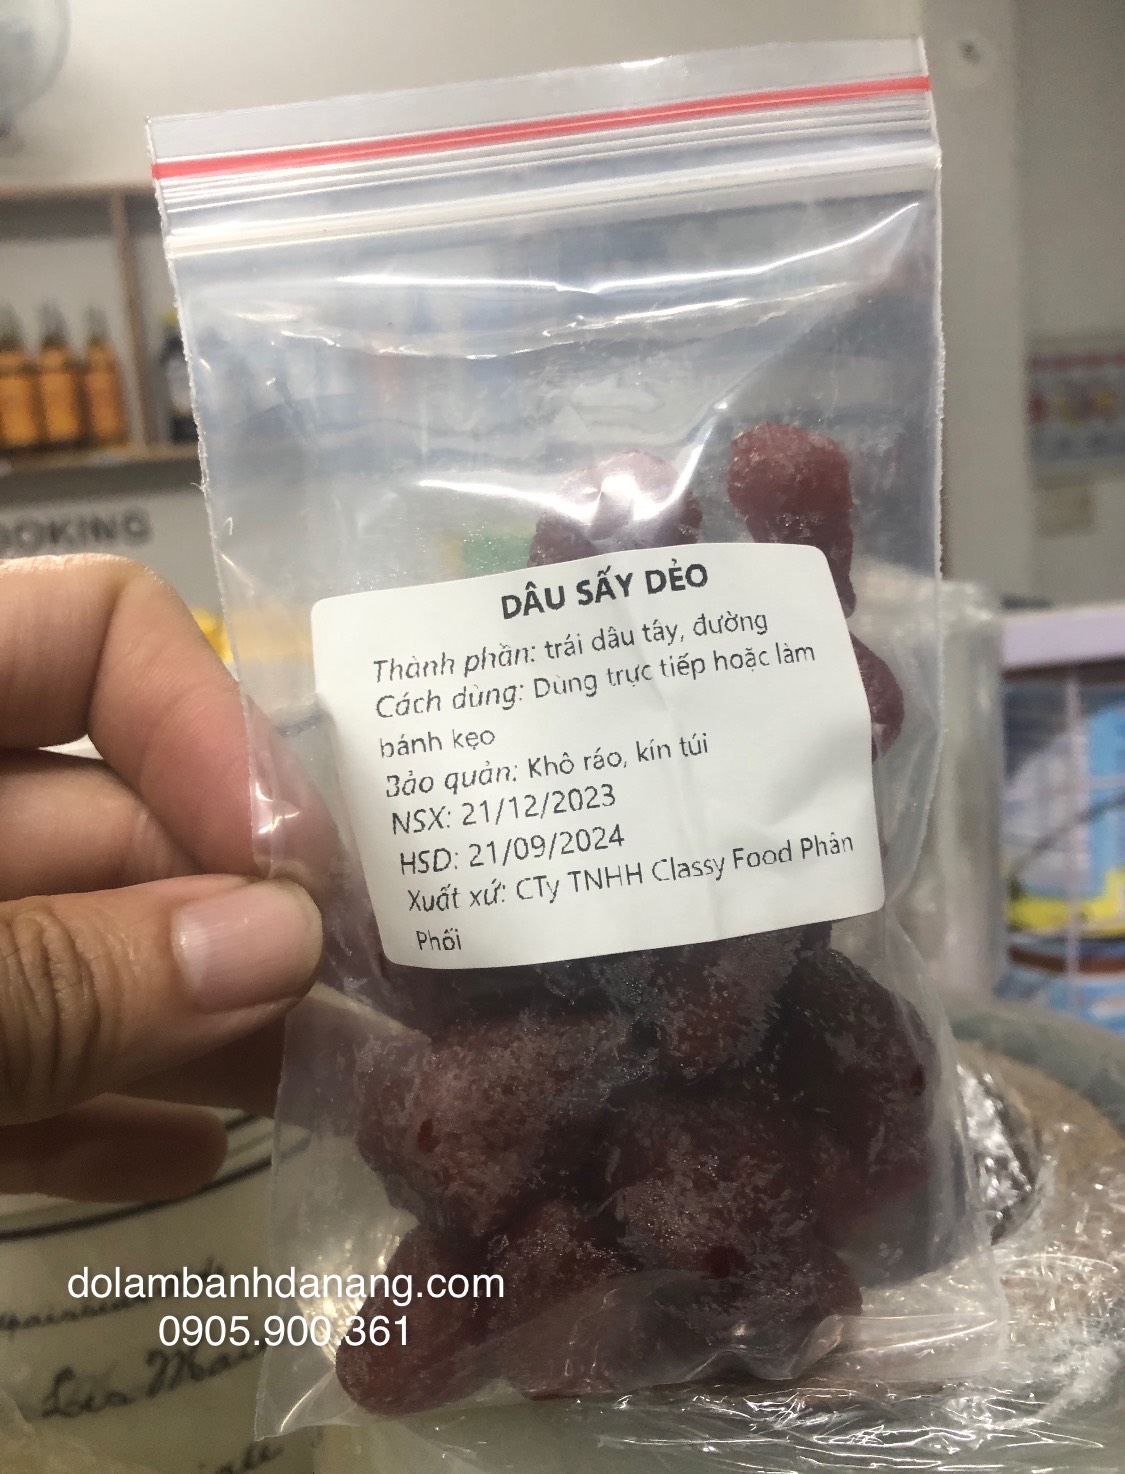 OOKING
DÂU SẤY DẺO
Thành phần: trái dâu tây, đường
Cách dùng: Dùng trực tiếp hoặc làm
bánh kẹo
Bảo quản: Khô ráo, kín túi
NSX: 21/12/2023
HSD: 21/09/2024
Xuất xứ: CTy TNHH Classy Food Phân
Phối
dolambanhdanang.com
0905.900.361